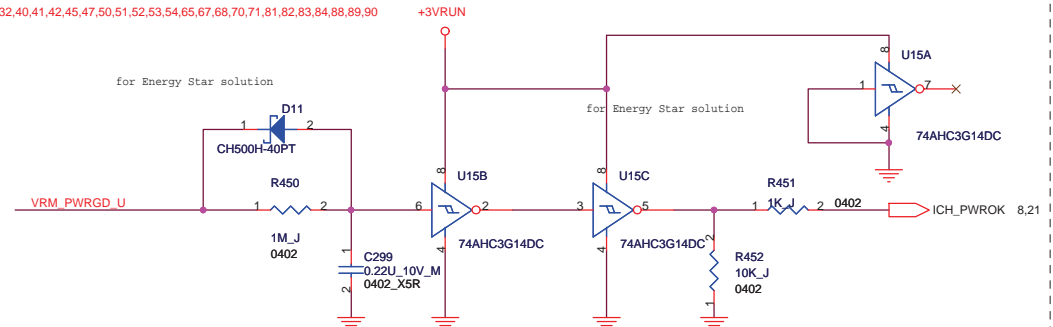 32,40,41,42,45,47,50,51,52,53,54,65,67,68,70,71,81,82,83,84,88,89,90
+3VRUN
U15A
8
1
7
4
74AHC3G14DC
for Energy Star solution
for Energy Star solution
D11
1
2
CH500H-40PT
VRM_PWRGD_U
R450
1
2
1M_J
0402
1
C299
0.22U_10V_M
0402_X5R
2
8
U15B
6
2
4
74AHC3G14DC
8
U15C
3
5
4
74AHC3G14DC
R451
1
1K_J
2
0402
ICH_PWROK
8,21
2
R452
10K_J
0402
1